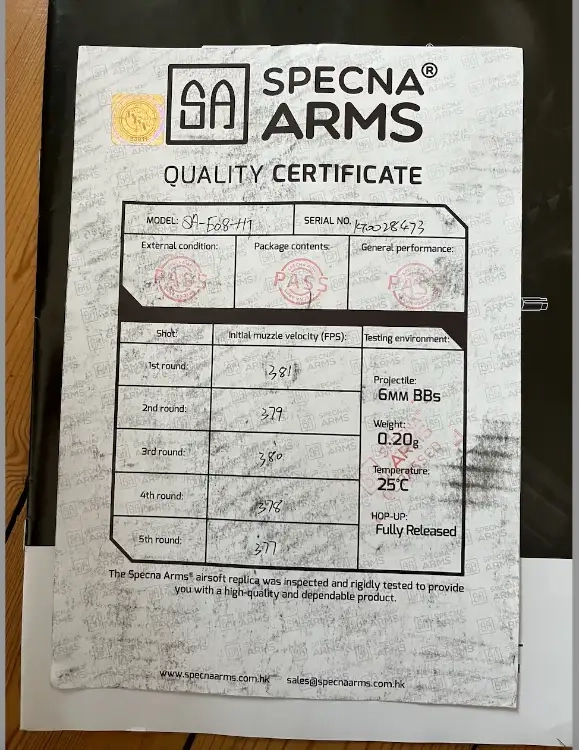 SA
SPECNA®
ARMS
QUALITY CERTIFICATE
MODEL: SA-E08-H1
SERIAL NO. K70028473
External condition:
Package contents:
General performance:
PASS
PASS
PASS
Shot:
Initial muzzle velocity (FPS):
Testing environment:
1st round:
381
2nd round:
379
3rd round:
380
4th round:
378
5th round:
377
Projectile:
6MM BBs
Weight:
0.20g
Temperature:
25°C
HOP-UP:
Fully Released
The Specna Arms® airsoft replica was inspected and rigidly tested to provide
you with a high-quality and dependable product.
www.specnaarms.com.hk
sales@specnaarms.com.hk